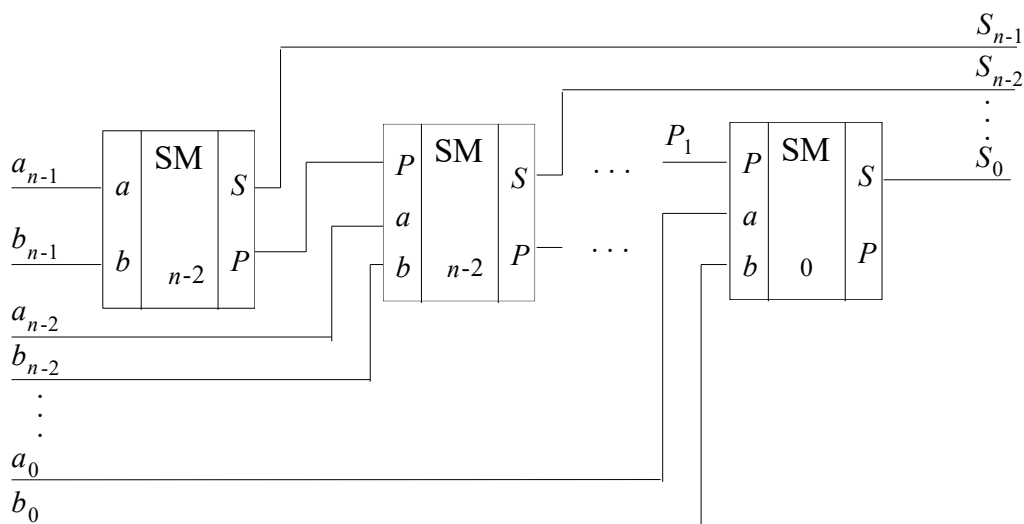 S_{n-1}
S_{n-2}
SM
SM
P_1
SM
S_0
a_{n-1}
a
S
P
S
. . .
P
S
b_{n-1}
b
n-2
P
a
a
b
n-2
P
. . .
b
0
P
a_{n-2}
b_{n-2}
a_0
b_0